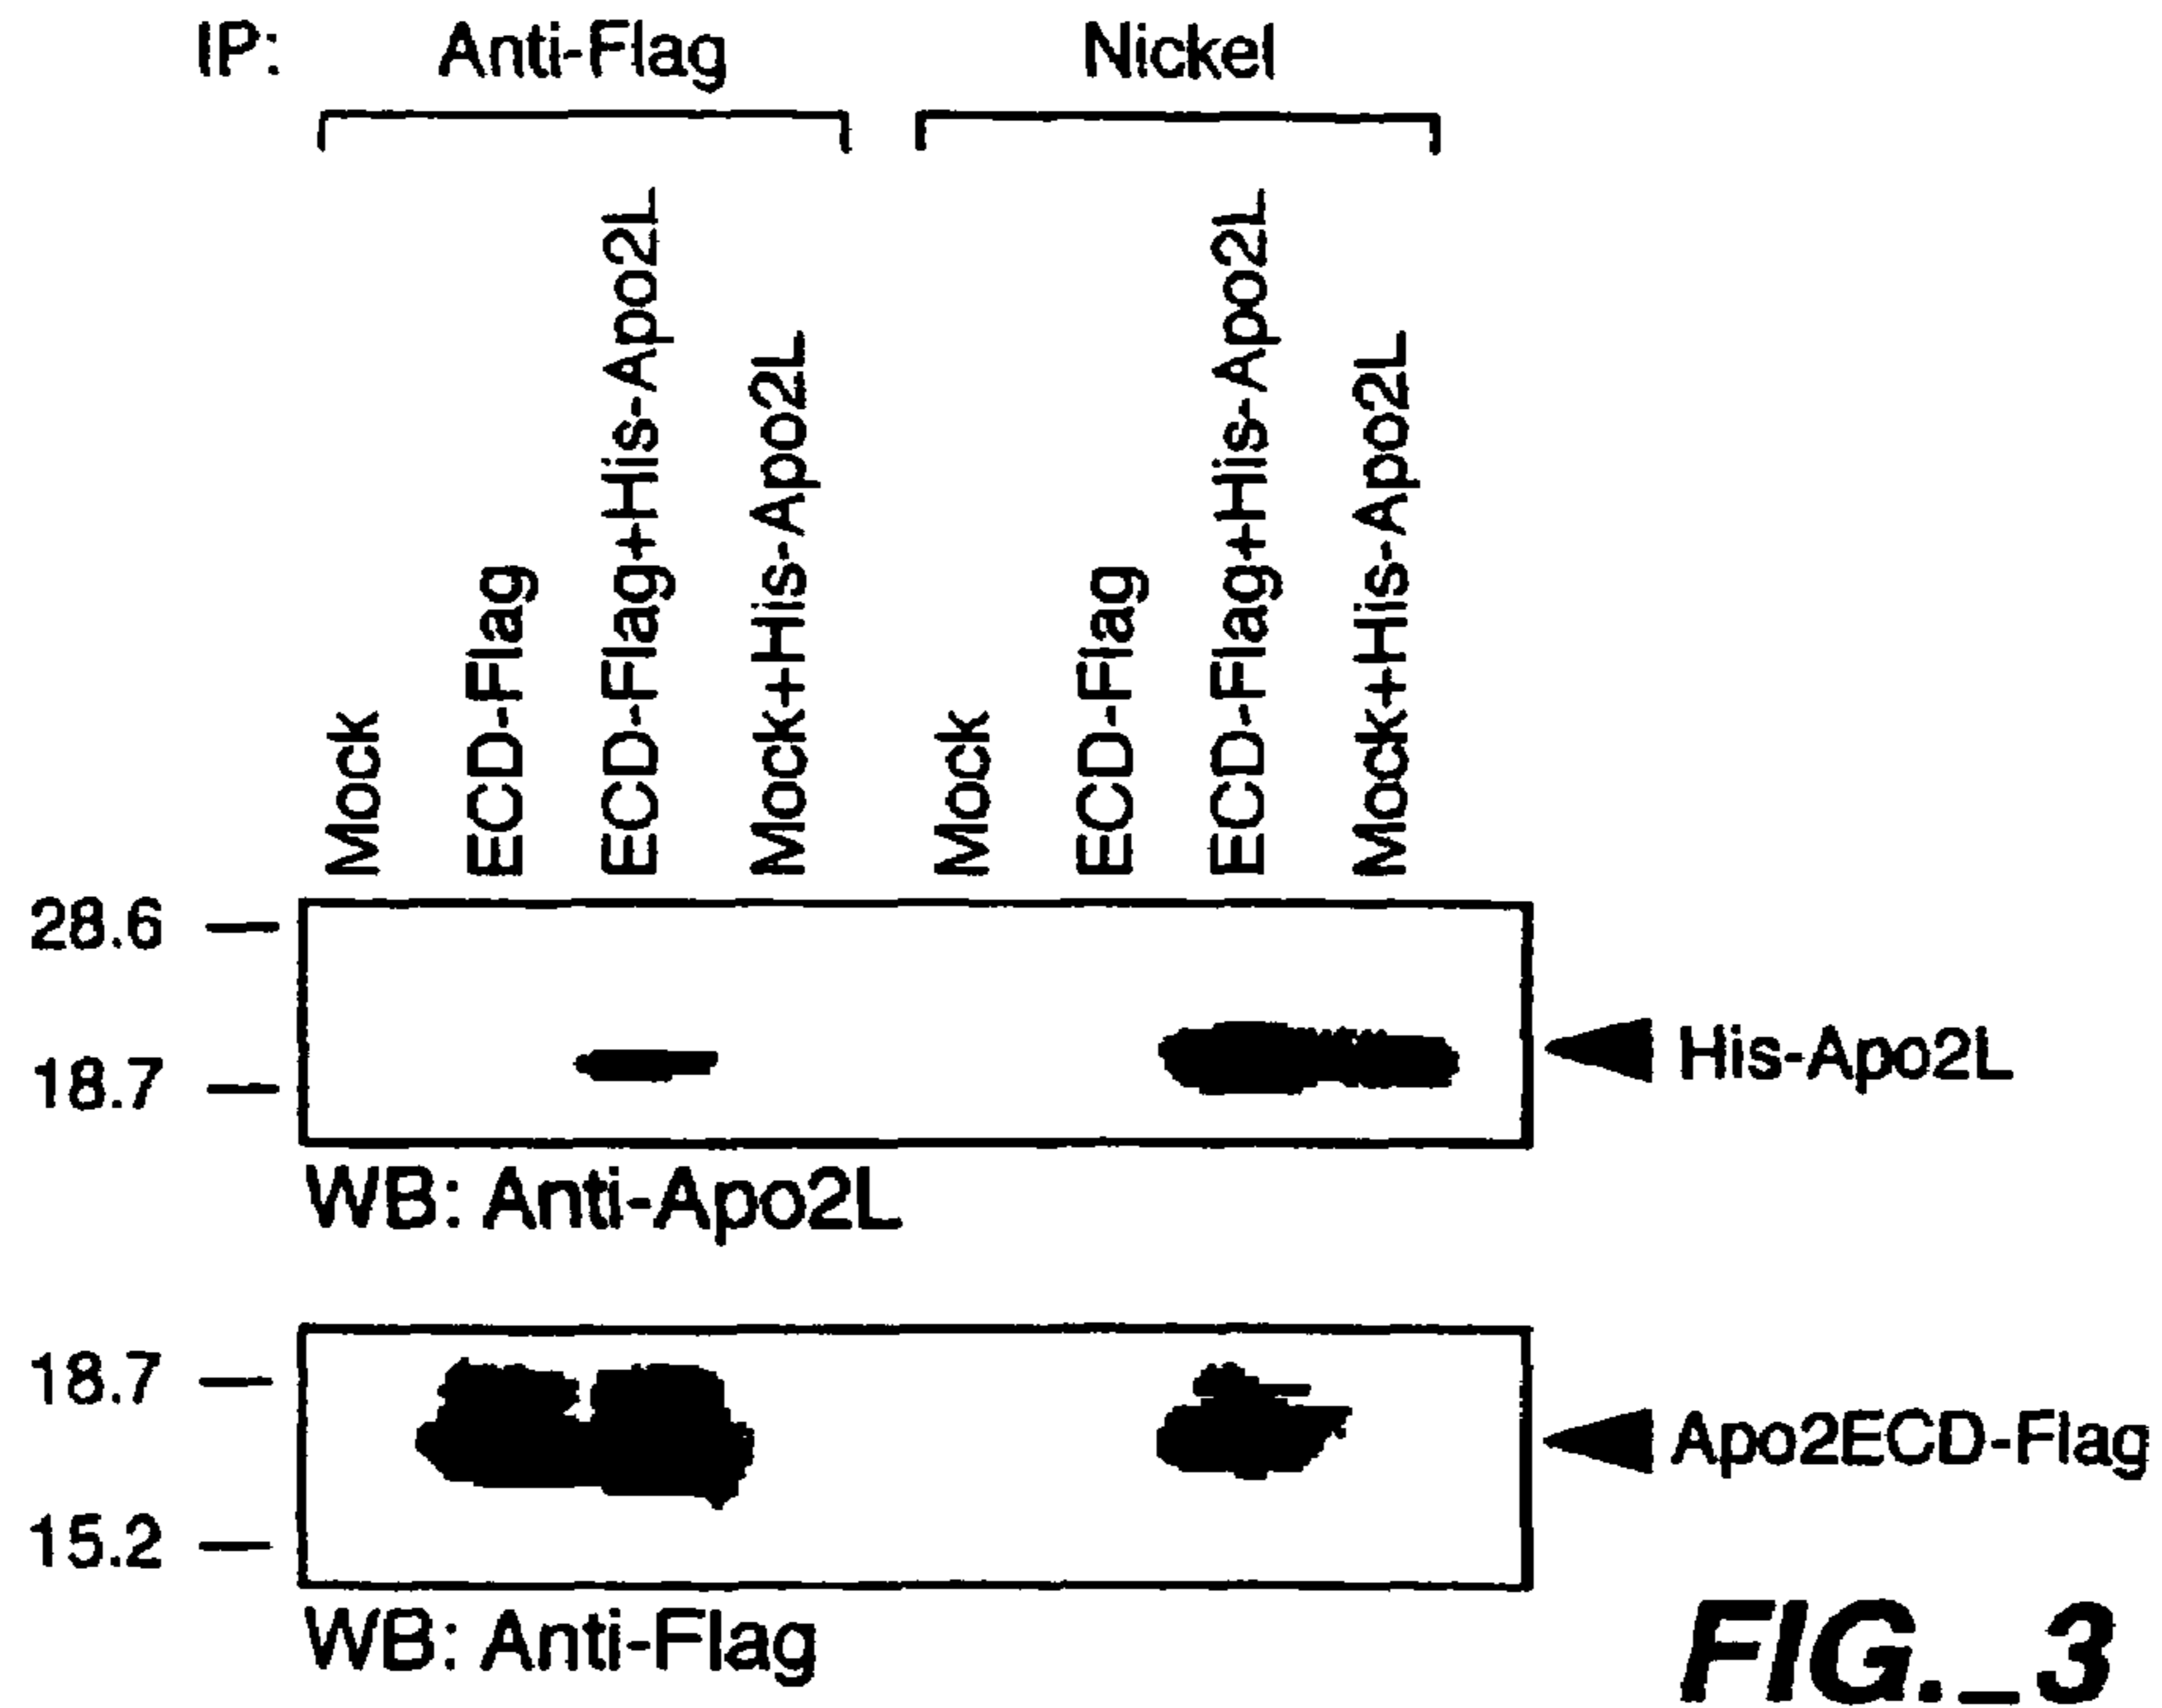 IP: Anti-Flag Nickel
Mock
ECD-Flag
ECD-Flag+His-Apo2L
Mock+His-Apo2L
Mock
ECD-Flag
ECD-Flag+His-Apo2L
Mock+His-Apo2L
28.6
18.7
His-Apo2L
WB: Anti-Apo2L
18.7
Apo2ECD-Flag
15.2
WB: Anti-Flag
FIG._3